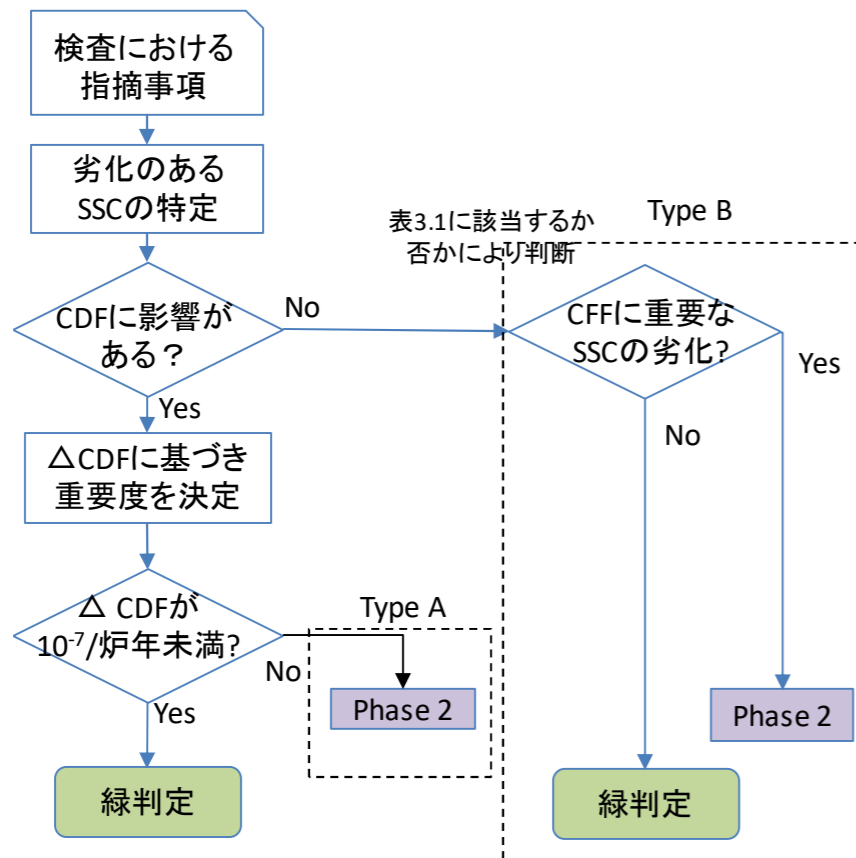 検査における
指摘事項
劣化のある
SSCの特定
表3.1に該当するか
否かにより判断
Type B
CDFに影響が
ある？
No
CFFに重要な
SSCの劣化?
Yes
Yes
No
△CDFに基づき
重要度を決定
△ CDFが
10⁻⁷/炉年未満?
Type A
No
Phase 2
Phase 2
Yes
緑判定
緑判定